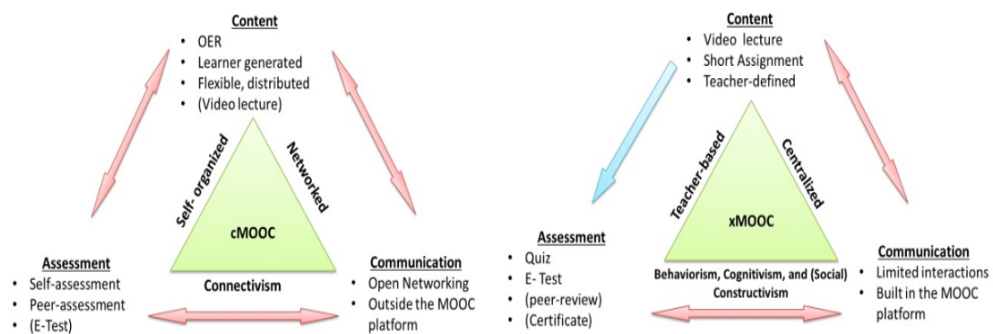 Content
• OER
• Learner generated
• Flexible, distributed
• (Video lecture)
Self- organized
Networked
cMOOC
Connectivism
Assessment
• Self-assessment
• Peer-assessment
• (E-Test)
Communication
• Open Networking
• Outside the MOOC
platform
Content
• Video lecture
• Short Assignment
• Teacher-defined
Teacher-based
Centralized
xMOOC
Behaviorism, Cognitivism, and (Social)
Constructivism
Assessment
• Quiz
• E- Test
• (peer-review)
• (Certificate)
Communication
• Limited interactions
• Built in the MOOC
platform